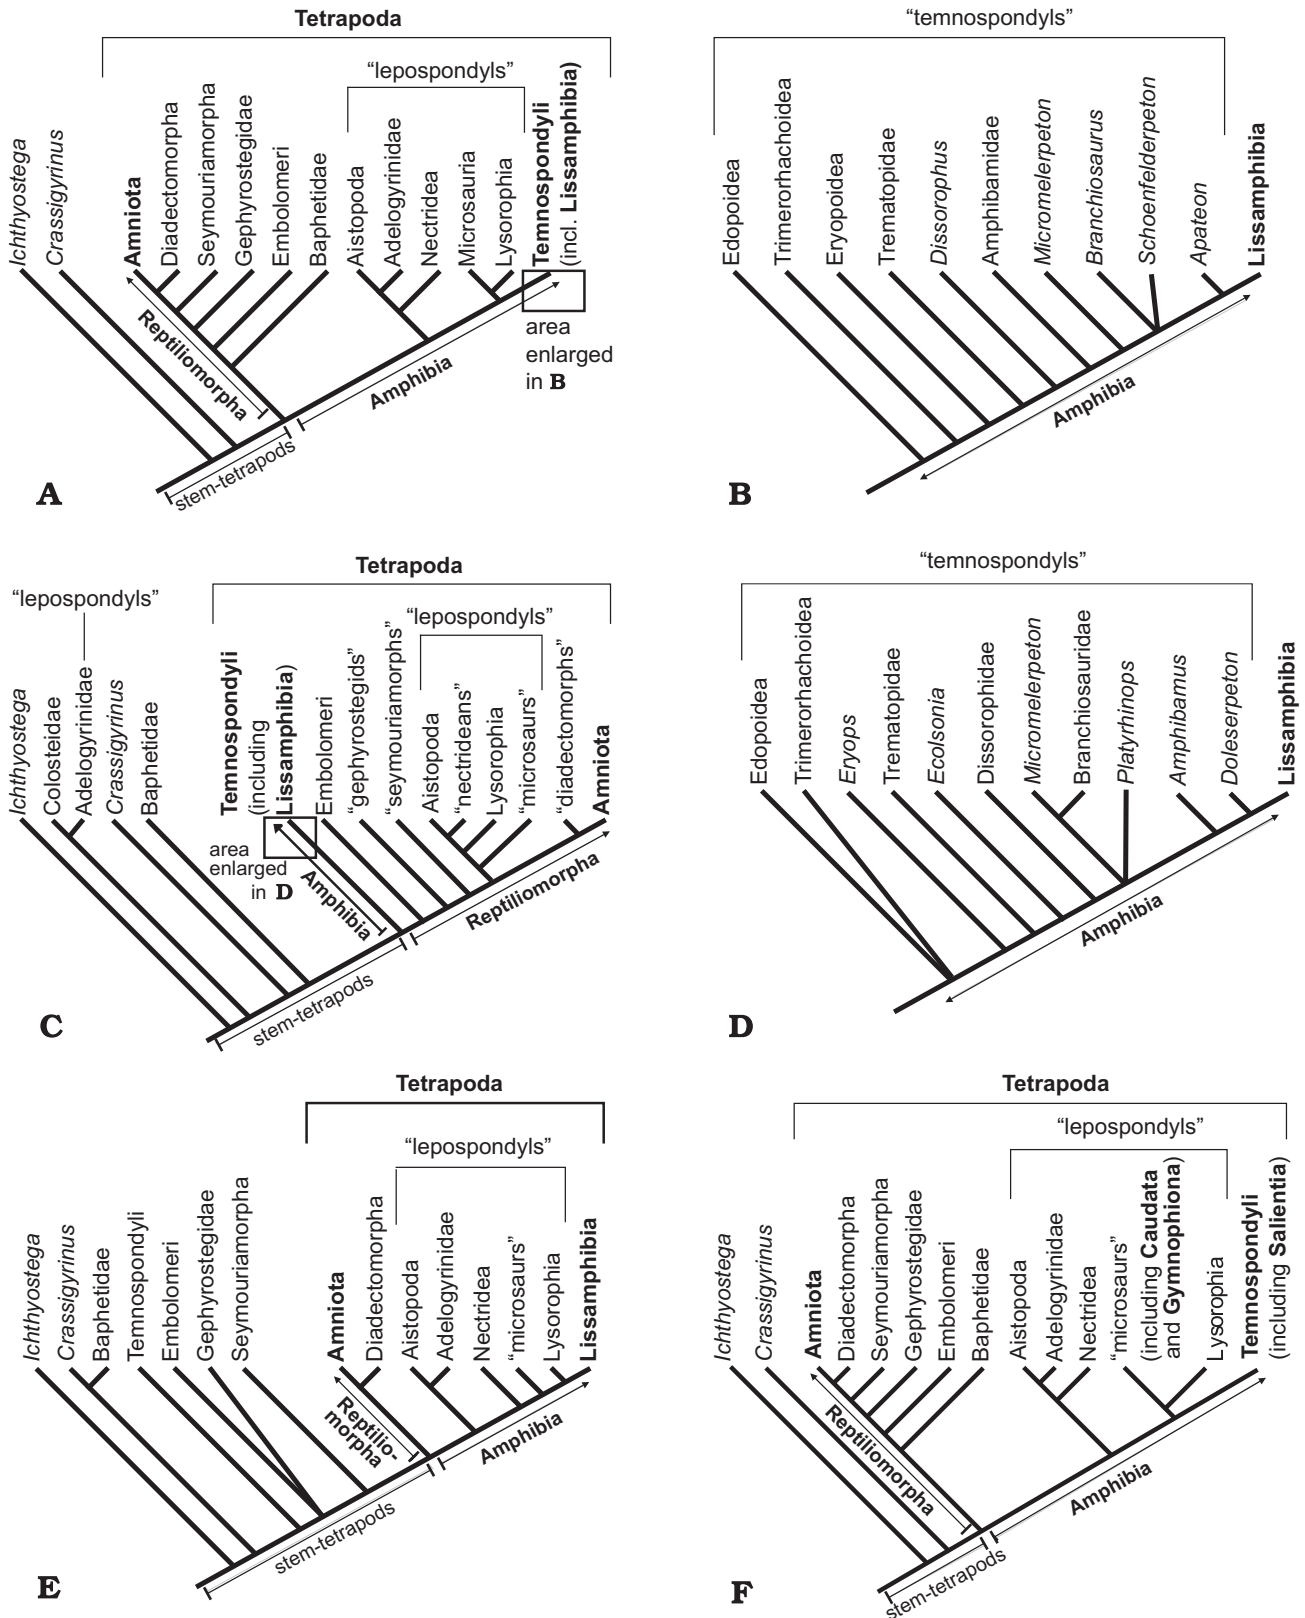 Tetrapoda
“lepospondyls”
Ichthyostega
Crassigyrinus
Amniota
Diadectomorpha
Seymouriamorpha
Gephyrostegidae
Embolomeri
Baphetidae
Aistopoda
Adelogyrinidae
Nectridea
Microsauria
Lysorophia
Temnospondyli
(incl. Lissamphibia)
Reptiliomorpha
Amphibia
area
enlarged
in B
stem-tetrapods
A
“temnospondyls”
Edopoidea
Trimerorhachoidea
Eryopoidea
Trematopidae
Dissorophus
Amphibamidae
Micromelerpeton
Branchiosaurus
Schoenfelderpeton
Apateon
Lissamphibia
Amphibia
B
Tetrapoda
“lepospondyls”
“lepospondyls”
Ichthyostega
Colosteidae
Adelogyrinidae
Crassigyrinus
Baphetidae
Temnospondyli
(including
Lissamphibia)
Embolomeri
“gephyrostegids”
“seymouriamorphs”
Aistopoda
“nectrideans”
Lysorophia
“microsaurs”
“diadectomorphs”
Amniota
area
enlarged
in D
Amphibia
Reptiliomorpha
stem-tetrapods
C
“temnospondyls”
Edopoidea
Trimerorhachoidea
Eryops
Trematopidae
Ecolsonia
Dissorophidae
Micromelerpeton
Branchiosauridae
Platyrhinops
Amphibamus
Doleserpeton
Lissamphibia
Amphibia
D
Tetrapoda
“lepospondyls”
Ichthyostega
Crassigyrinus
Baphetidae
Temnospondyli
Embolomeri
Gephyrostegidae
Seymouriamorpha
Amniota
Diadectomorpha
Aistopoda
Adelogyrinidae
Nectridea
“microsaurs”
Lysorophia
Lissamphibia
Reptilio-
morpha
Amphibia
stem-tetrapods
E
Tetrapoda
“lepospondyls”
Ichthyostega
Crassigyrinus
Amniota
Diadectomorpha
Seymouriamorpha
Gephyrostegidae
Embolomeri
Baphetidae
Aistopoda
Adelogyrinidae
Nectridea
“microsaurs”
(including Caudata
and Gymnophiona)
Lysorophia
Temnospondyli
(including Salientia)
Reptiliomorpha
Amphibia
stem-tetrapods
F